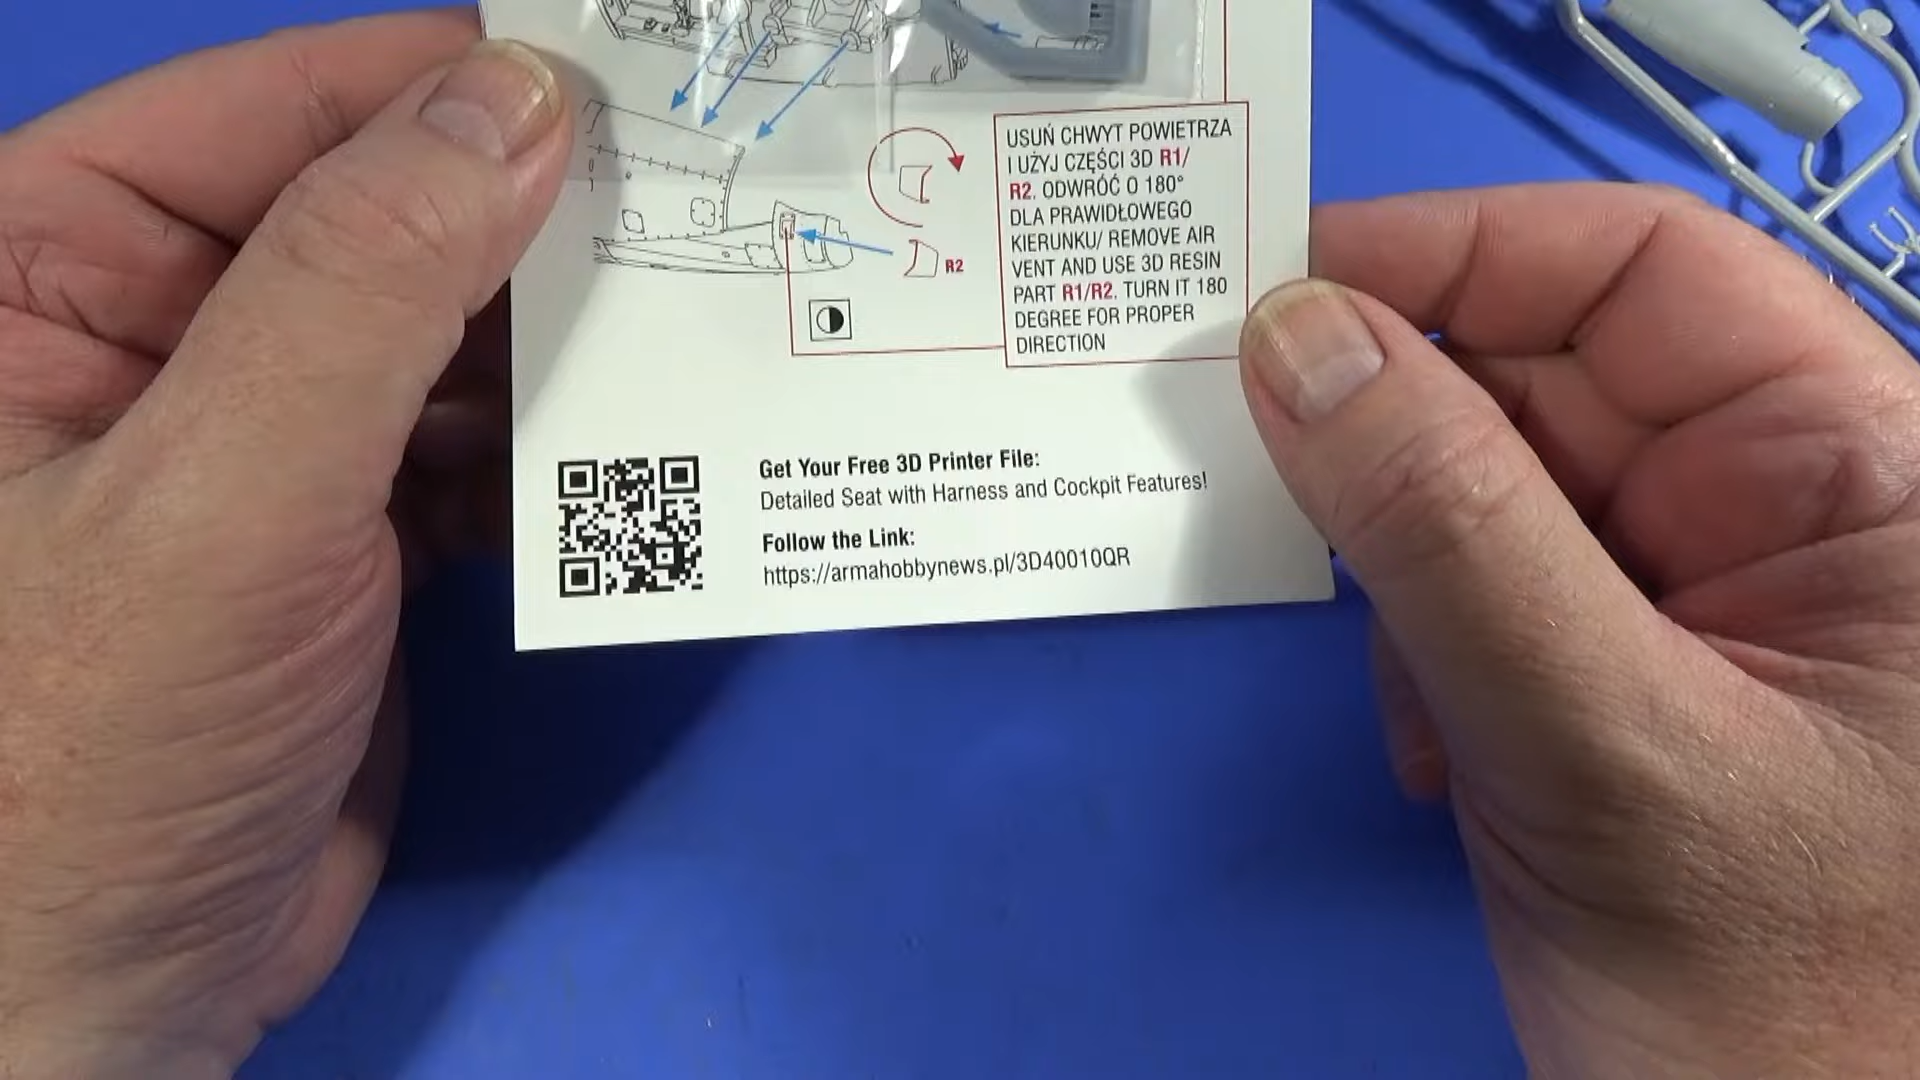 USUŃ CHWYT POWIETRZA
I UŻYJ CZĘŚCI 3D R1/
R2. ODWRÓĆ O 180°
DLA PRAWIDŁOWEGO
KIERUNKU/ REMOVE AIR
VENT AND USE 3D RESIN
PART R1/R2. TURN IT 180
DEGREE FOR PROPER
DIRECTION
R2
Get Your Free 3D Printer File:
Detailed Seat with Harness and Cockpit Features!
Follow the Link:
https://armahobbynews.pl/3D40010QR